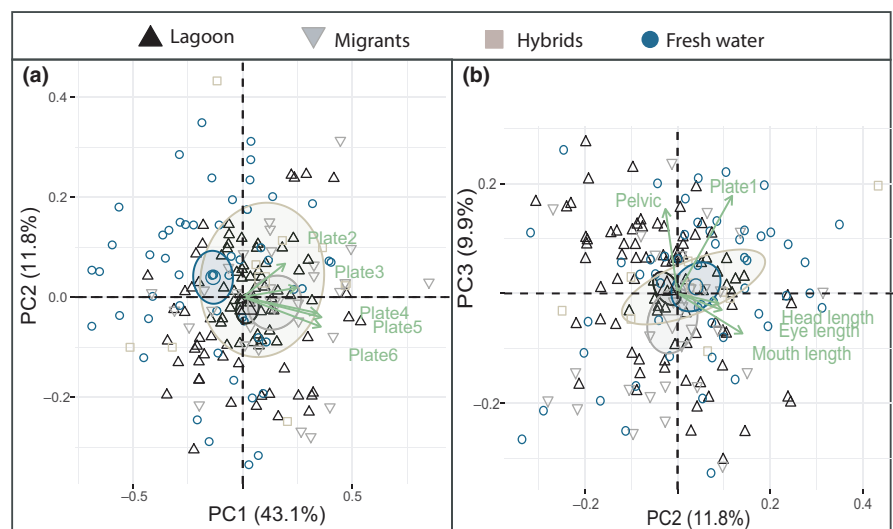 Lagoon Migrants Hybrids Fresh water
(a)
0.4
0.2
0.0
−0.2
−0.5 0.0 0.5
PC1 (43.1%)
PC2 (11.8%)
Plate2
Plate3
Plate4
Plate5
Plate6
(b)
0.2
0.0
−0.2
−0.2 0.0 0.2 0.4
PC2 (11.8%)
PC3 (9.9%)
Pelvic
Plate1
Head length
Eye length
Mouth length